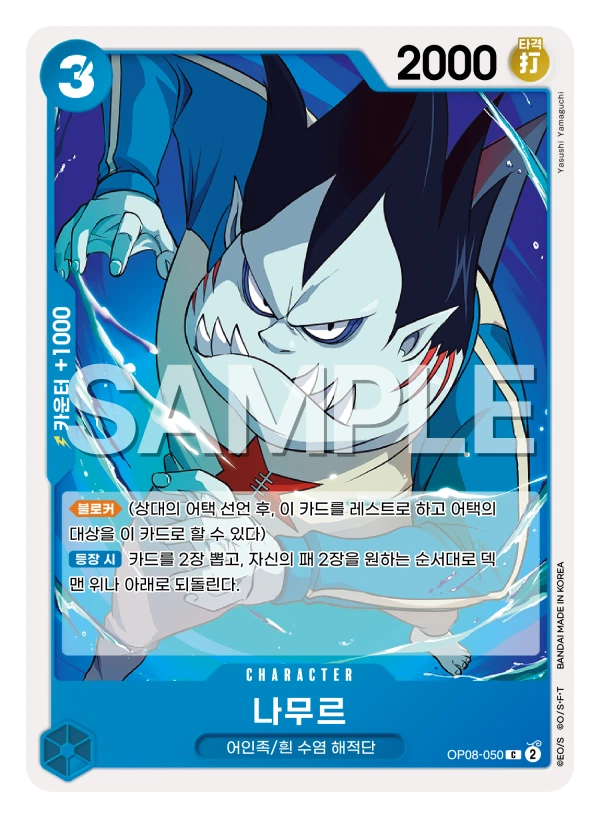 3
2000
타격
打
Yasushi Yamaguchi
카운터 +1000
SAMPLE
블로커 (상대의 어택 선언 후, 이 카드를 레스트로 하고 어택의
대상을 이 카드로 할 수 있다)
등장 시 카드를 2장 뽑고, 자신의 패 2장을 원하는 순서대로 덱
맨 위나 아래로 되돌린다.
CHARACTER
나무르
어인족/흰 수염 해적단
OP08-050 C 2
©EO/S ©O/S·F·T BANDAI MADE IN KOREA